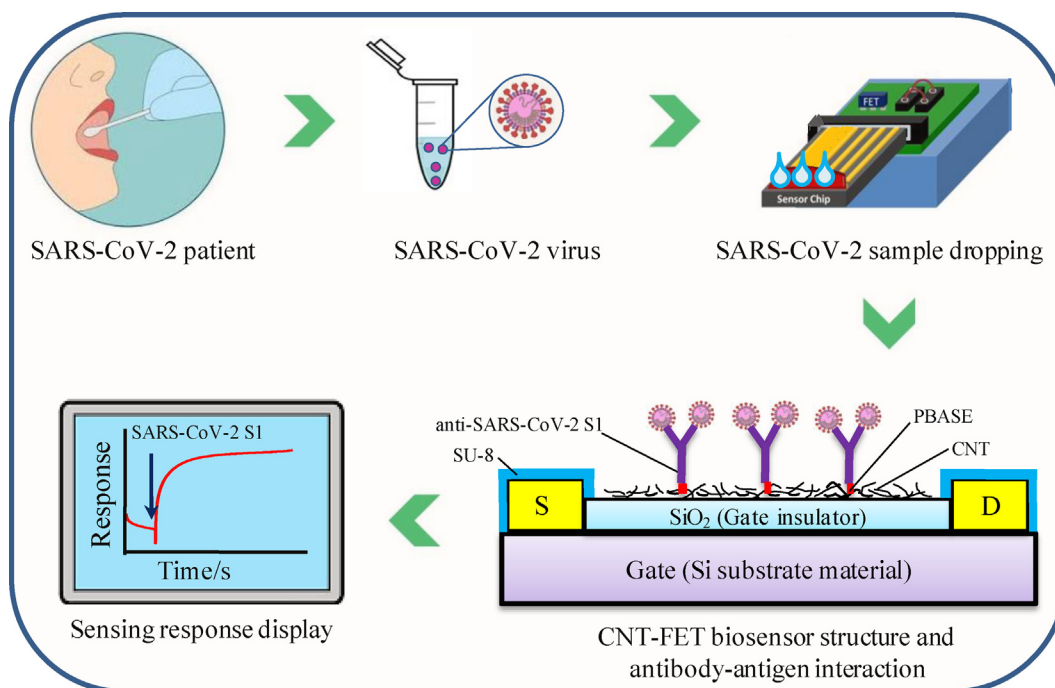 FET
Sensor Chip
SARS-CoV-2 patient
SARS-CoV-2 virus
SARS-CoV-2 sample dropping
SARS-CoV-2 S1
Response
Time/s
Sensing response display
anti-SARS-CoV-2 S1
SU-8
PBASE
CNT
S
D
SiO₂ (Gate insulator)
Gate (Si substrate material)
CNT-FET biosensor structure and
antibody-antigen interaction